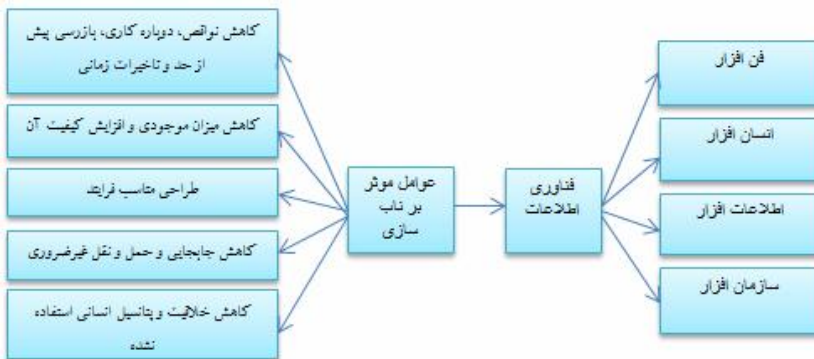 فن افزار
انسان افزار
اطلاعات افزار
سازمان افزار
فناوری
اطلاعات
عوامل موثر
بر ناب
سازی
کاهش نواقص، دوباره کاری، بازرسی بیش
از حد و تاخیرات زمانی
کاهش میزان موجودی و افزایش کیفیت آن
طراحی مناسب فرایند
کاهش جابجایی و حمل و نقل غیرضروری
کاهش خلاقیت و پتانسیل انسانی استفاده
نشده